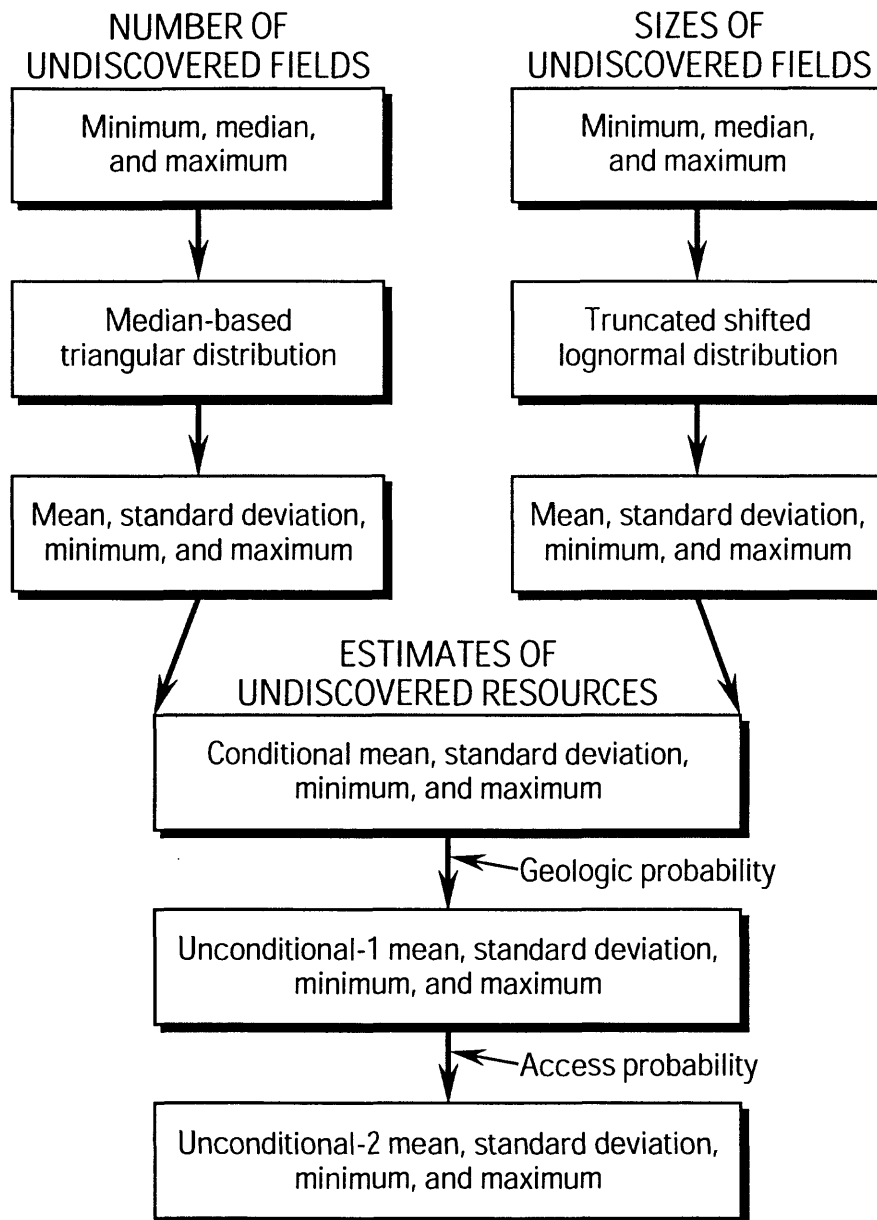 NUMBER OF
UNDISCOVERED FIELDS
Minimum, median,
and maximum
Median-based
triangular distribution
Mean, standard deviation,
minimum, and maximum
SIZES OF
UNDISCOVERED FIELDS
Minimum, median,
and maximum
Truncated shifted
lognormal distribution
Mean, standard deviation,
minimum, and maximum
ESTIMATES OF
UNDISCOVERED RESOURCES
Conditional mean, standard deviation,
minimum, and maximum
Geologic probability
Unconditional-1 mean, standard deviation,
minimum, and maximum
Access probability
Unconditional-2 mean, standard deviation,
minimum, and maximum